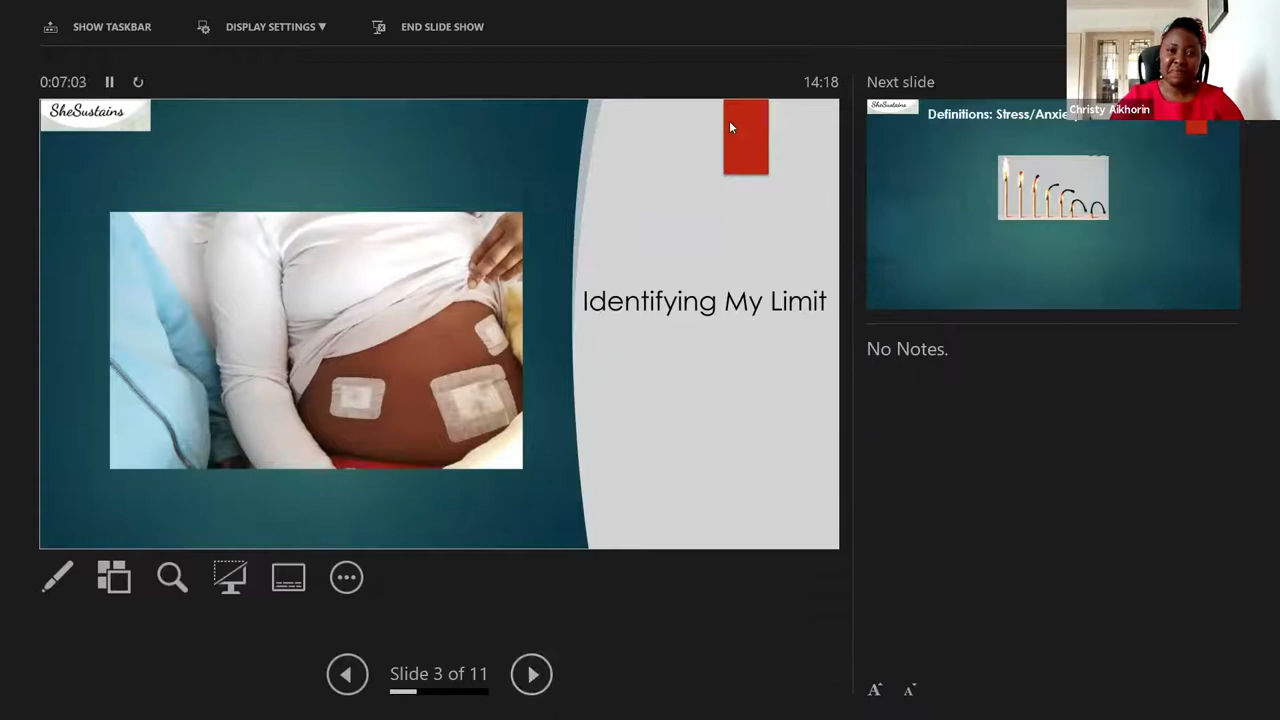 SHOW TASKBAR
DISPLAY SETTINGS ▼
END SLIDE SHOW
0:07:03
14:18
Next slide
Christy Aikhorin
SheSustains
SheSustains
Definitions: Stress/Anxie
Identifying My Limit
No Notes.
Slide 3 of 11
A A